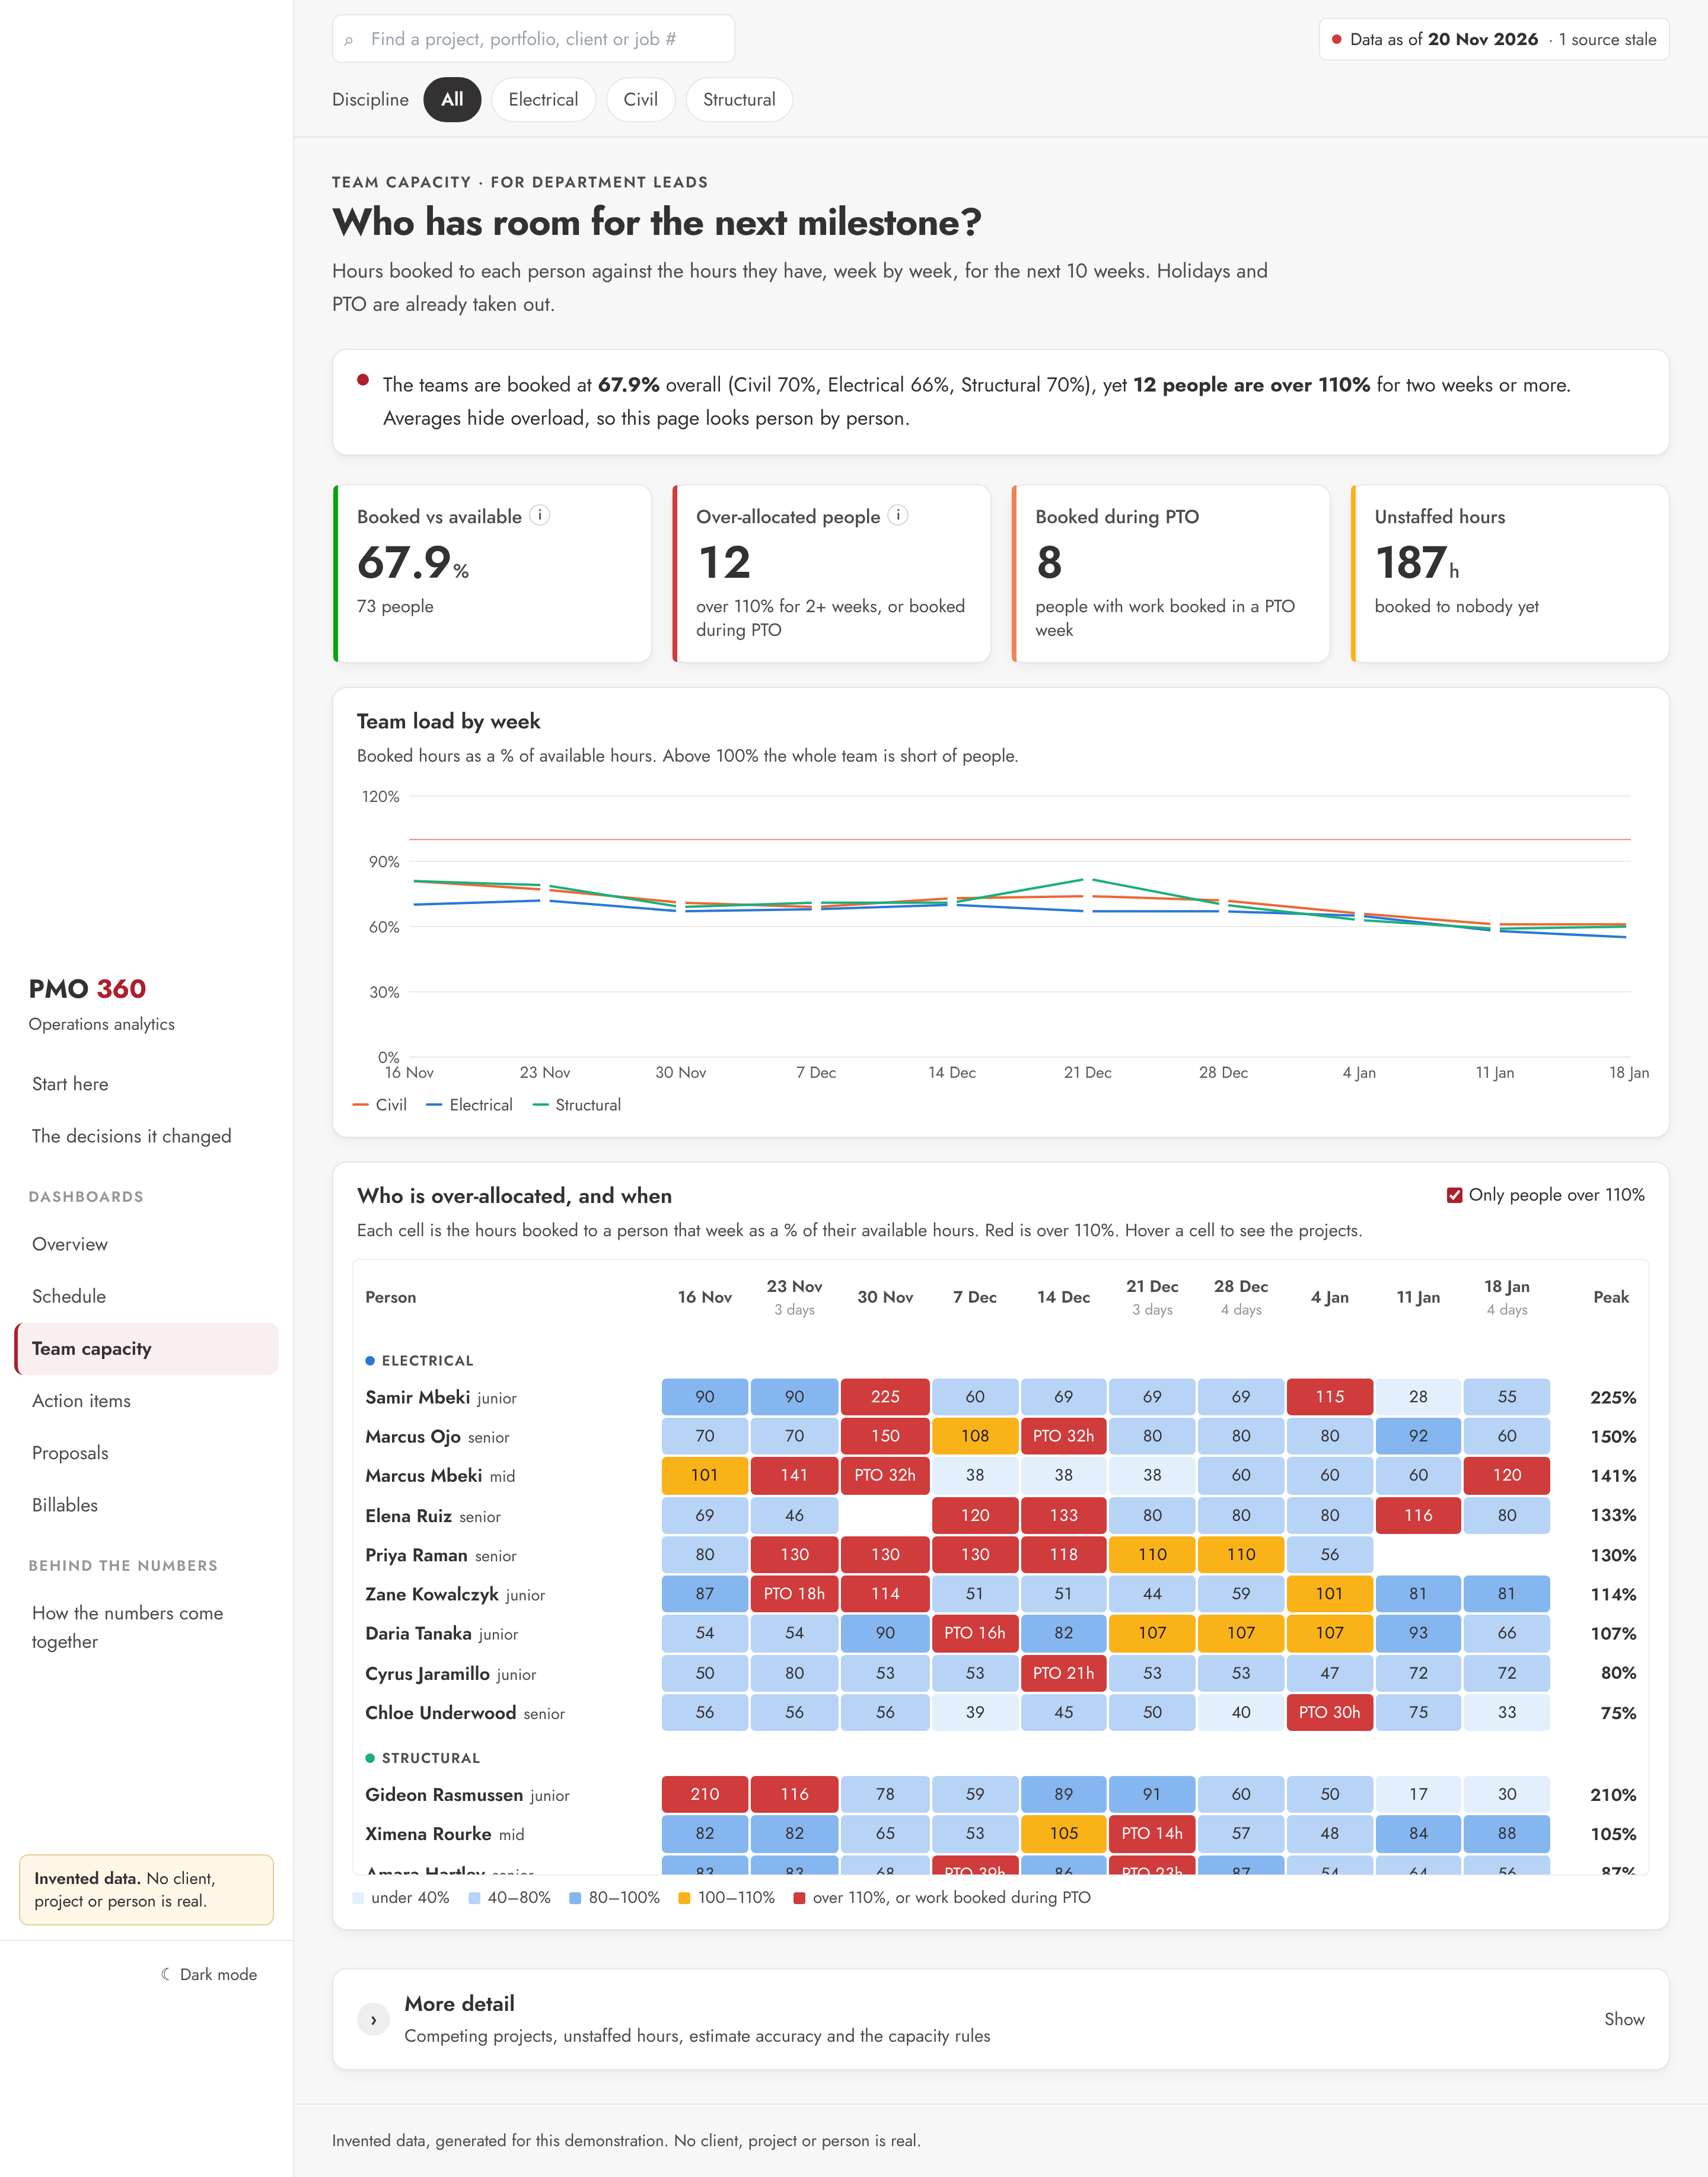 Find a project, portfolio, client or job #
Data as of 20 Nov 2026 · 1 source stale
Discipline All Electrical Civil Structural
TEAM CAPACITY · FOR DEPARTMENT LEADS
Who has room for the next milestone?
Hours booked to each person against the hours they have, week by week, for the next 10 weeks. Holidays and
PTO are already taken out.
The teams are booked at 67.9% overall (Civil 70%, Electrical 66%, Structural 70%), yet 12 people are over 110% for two weeks or more.
Averages hide overload, so this page looks person by person.
Booked vs available i
67.9%
73 people
Over-allocated people i
12
over 110% for 2+ weeks, or booked
during PTO
Booked during PTO
8
people with work booked in a PTO
week
Unstaffed hours
187h
booked to nobody yet
Team load by week
Booked hours as a % of available hours. Above 100% the whole team is short of people.
120%
90%
60%
30%
0%
16 Nov 23 Nov 30 Nov 7 Dec 14 Dec 21 Dec 28 Dec 4 Jan 11 Jan 18 Jan
Civil Electrical Structural
Who is over-allocated, and when
Only people over 110%
Each cell is the hours booked to a person that week as a % of their available hours. Red is over 110%. Hover a cell to see the projects.
Person 16 Nov 23 Nov 30 Nov 7 Dec 14 Dec 21 Dec 28 Dec 4 Jan 11 Jan 18 Jan Peak
3 days 3 days 4 days 4 days
ELECTRICAL
Samir Mbeki junior 90 90 225 60 69 69 69 115 28 55 225%
Marcus Ojo senior 70 70 150 108 PTO 32h 80 80 80 92 60 150%
Marcus Mbeki mid 101 141 PTO 32h 38 38 38 60 60 60 120 141%
Elena Ruiz senior 69 46 120 133 80 80 80 116 80 133%
Priya Raman senior 80 130 130 130 118 110 110 56 130%
Zane Kowalczyk junior 87 PTO 18h 114 51 51 44 59 101 81 81 114%
Daria Tanaka junior 54 54 90 PTO 16h 82 107 107 107 93 66 107%
Cyrus Jaramillo junior 50 80 53 53 PTO 21h 53 53 47 72 72 80%
Chloe Underwood senior 56 56 56 39 45 50 40 PTO 30h 75 33 75%
STRUCTURAL
Gideon Rasmussen junior 210 116 78 59 89 91 60 50 17 30 210%
Ximena Rourke mid 82 82 65 53 105 PTO 14h 57 48 84 88 105%
Amara Hartley senior 83 83 68 PTO 39h 86 PTO 23h 87 54 64 56 87%
under 40% 40–80% 80–100% 100–110% over 110%, or work booked during PTO
› More detail
Competing projects, unstaffed hours, estimate accuracy and the capacity rules
Show
Invented data, generated for this demonstration. No client, project or person is real.
PMO 360
Operations analytics
Start here
The decisions it changed
DASHBOARDS
Overview
Schedule
Team capacity
Action items
Proposals
Billables
BEHIND THE NUMBERS
How the numbers come
together
Invented data. No client,
project or person is real.
☾ Dark mode